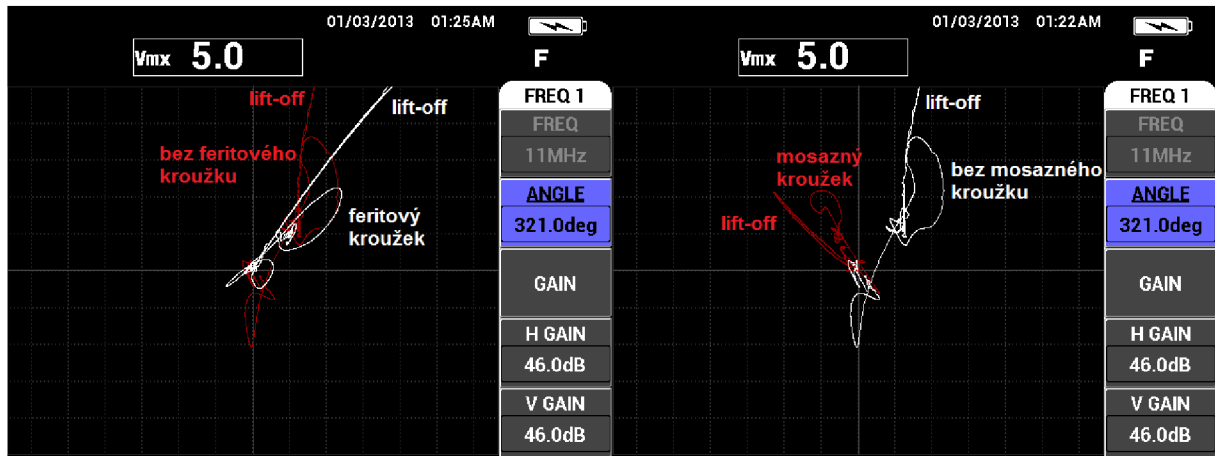 01/03/2013 01:25AM
Vmx 5.0
F
lift-off
lift-off
bez feritového
kroužku
feritový
kroužek
FREQ 1
FREQ
11MHz
ANGLE
321.0deg
GAIN
H GAIN
46.0dB
V GAIN
46.0dB
01/03/2013 01:22AM
Vmx 5.0
F
lift-off
mosazný
kroužek
bez mosazného
kroužku
lift-off
FREQ 1
FREQ
11MHz
ANGLE
321.0deg
GAIN
H GAIN
46.0dB
V GAIN
46.0dB